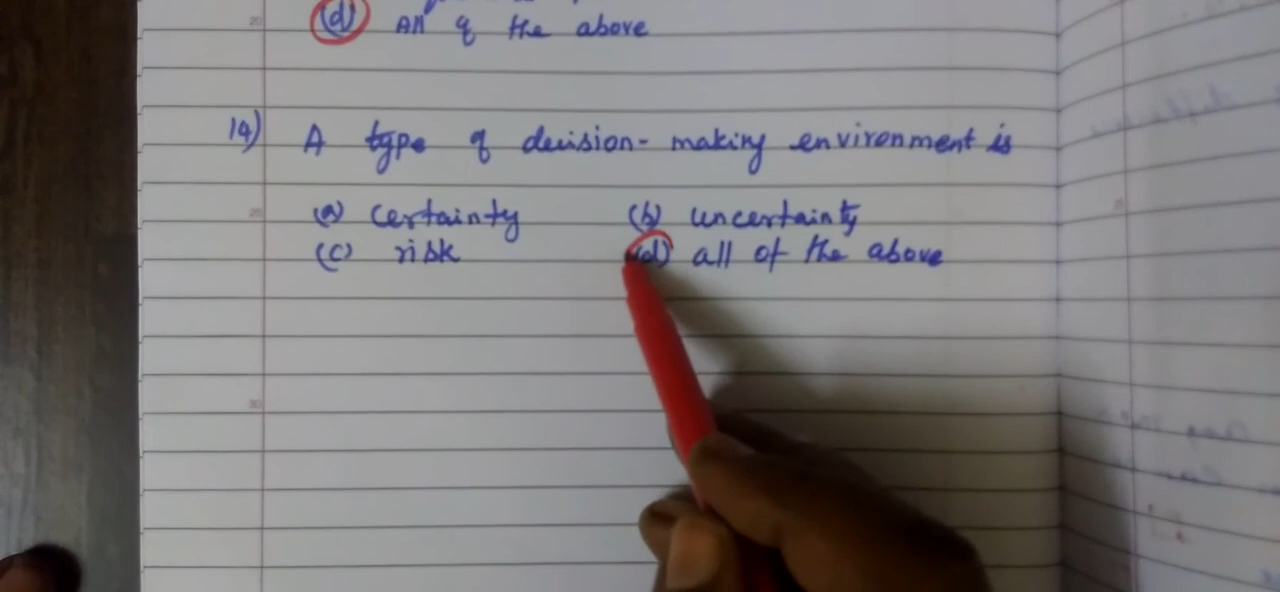 (d) All of the above
14) A type of decision-making environment is
(a) certainty (b) uncertainty
(c) risk (d) all of the above